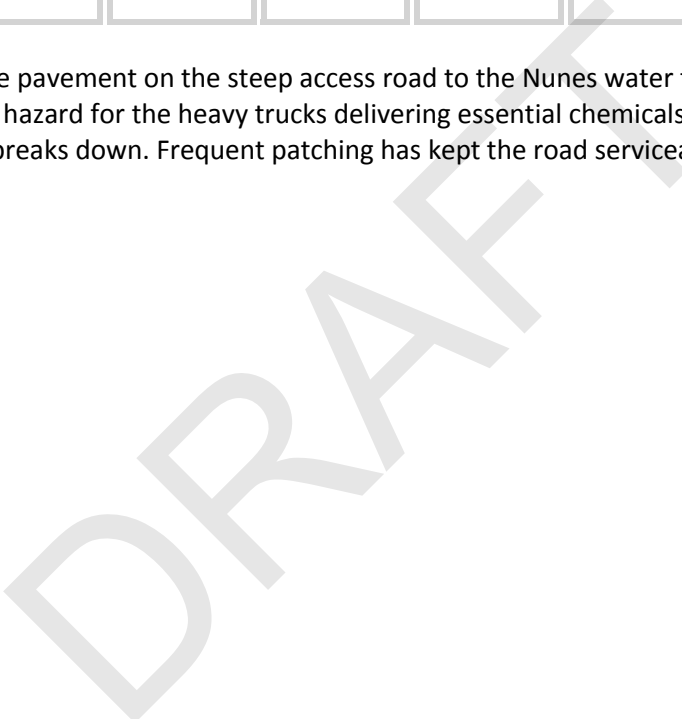 pavement on the steep access road to the Nunes water
hazard for the heavy trucks delivering essential chemicals
breaks down. Frequent patching has kept the road
DRAFT